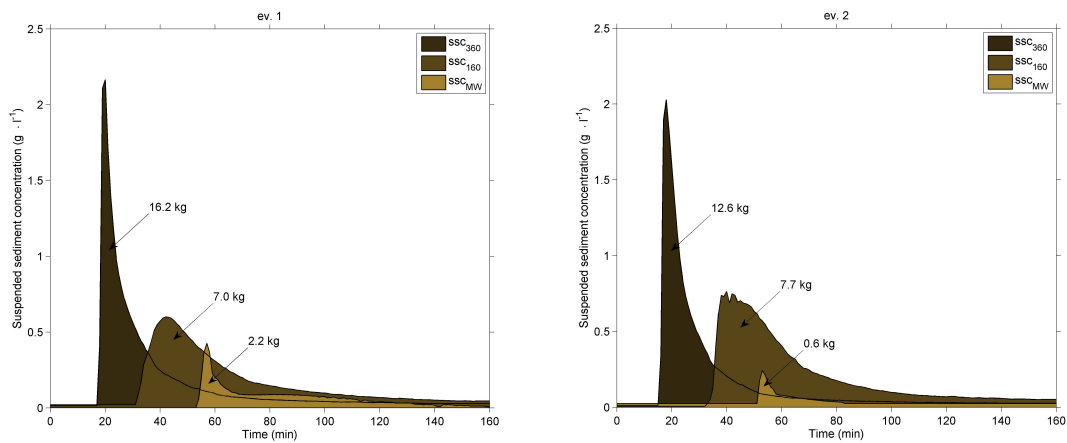 ev. 1
2.5
2
1.5
1
0.5
0
Suspended sediment concentration (g · l⁻¹)
ssc₃₆₀
ssc₁₆₀
ssc_MW
16.2 kg
7.0 kg
2.2 kg
0 20 40 60 80 100 120 140 160
Time (min)
ev. 2
2.5
2
1.5
1
0.5
0
Suspended sediment concentration (g · l⁻¹)
ssc₃₆₀
ssc₁₆₀
ssc_MW
12.6 kg
7.7 kg
0.6 kg
0 20 40 60 80 100 120 140 160
Time (min)